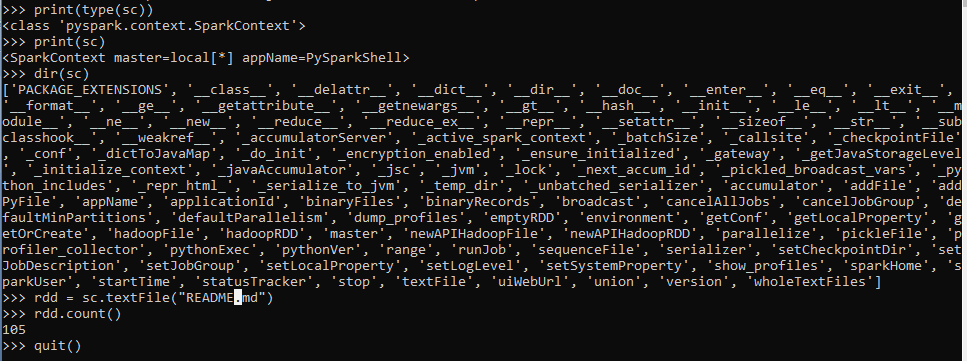 >>> print(type(sc))
<class 'pyspark.context.SparkContext'>
>>> print(sc)
<SparkContext master=local[*] appName=PySparkShell>
>>> dir(sc)
['PACKAGE_EXTENSIONS', '__class__', '__delattr__', '__dict__', '__dir__', '__doc__', '__enter__', '__eq__', '__exit__',
'__format__', '__ge__', '__getattribute__', '__getnewargs__', '__gt__', '__hash__', '__init__', '__le__', '__lt__', '__m
odule__', '__ne__', '__new__', '__reduce__', '__reduce_ex__', '__repr__', '__setattr__', '__sizeof__', '__str__', '__sub
classhook__', '__weakref__', '_accumulatorServer', '_active_spark_context', '_batchSize', '_callsite', '_checkpointFile'
, '_conf', '_dictToJavaMap', '_do_init', '_encryption_enabled', '_ensure_initialized', '_gateway', '_getJavaStorageLevel
', '_initialize_context', '_javaAccumulator', '_jsc', '_jvm', '_lock', '_next_accum_id', '_pickled_broadcast_vars', '_py
thon_includes', '_repr_html_', '_serialize_to_jvm', '_temp_dir', '_unbatched_serializer', 'accumulator', 'addFile', 'add
PyFile', 'appName', 'applicationId', 'binaryFiles', 'binaryRecords', 'broadcast', 'cancelAllJobs', 'cancelJobGroup', 'de
faultMinPartitions', 'defaultParallelism', 'dump_profiles', 'emptyRDD', 'environment', 'getConf', 'getLocalProperty', 'g
etOrCreate', 'hadoopFile', 'hadoopRDD', 'master', 'newAPIHadoopFile', 'newAPIHadoopRDD', 'parallelize', 'pickleFile', 'p
rofiler_collector', 'pythonExec', 'pythonVer', 'range', 'runJob', 'sequenceFile', 'serializer', 'setCheckpointDir', 'set
JobDescription', 'setJobGroup', 'setLocalProperty', 'setLogLevel', 'setSystemProperty', 'show_profiles', 'sparkHome', 's
parkUser', 'startTime', 'statusTracker', 'stop', 'textFile', 'uiWebUrl', 'union', 'version', 'wholeTextFiles']
>>> rdd = sc.textFile("README.md")
>>> rdd.count()
105
>>> quit()